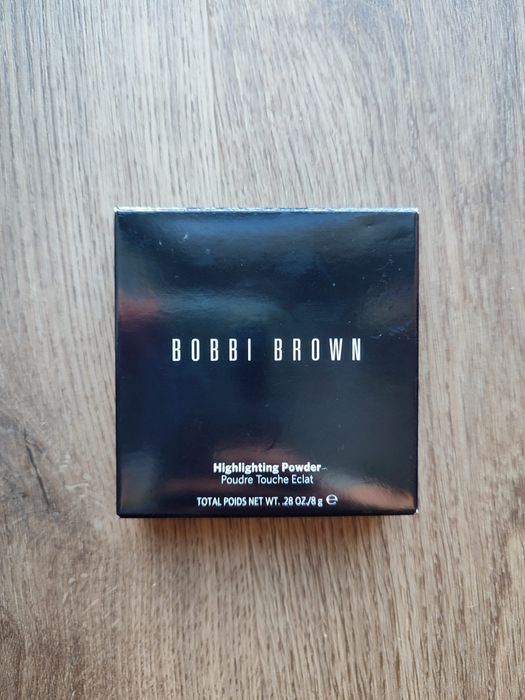 BOBBI BROWN
Highlighting Powder
Poudre Touche Eclat
TOTAL POIDS NET WT. .28 OZ./8 g ℮